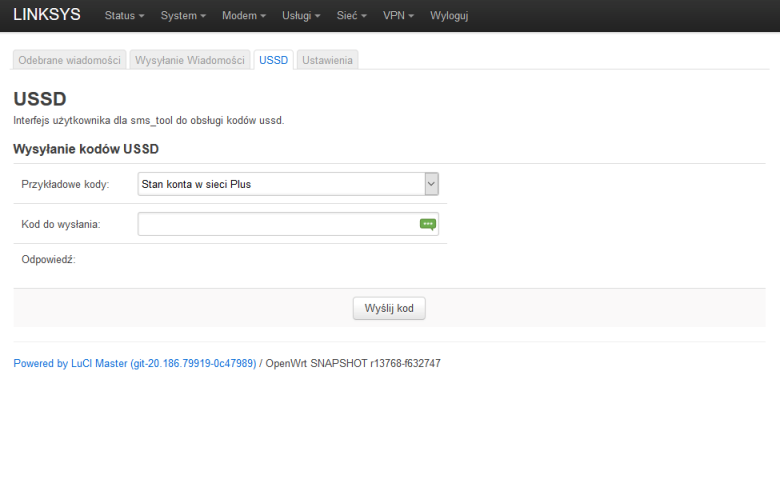 LINKSYS Status System Modem Usługi Sieć VPN Wyloguj
Odebrane wiadomości Wysyłanie Wiadomości USSD Ustawienia
USSD
Interfejs użytkownika dla sms_tool do obsługi kodów ussd.
Wysyłanie kodów USSD
Przykładowe kody: Stan konta w sieci Plus
Kod do wysłania:
Odpowiedź:
Wyślij kod
Powered by LuCI Master (git-20.186.79919-0c47989) / OpenWrt SNAPSHOT r13768-f632747